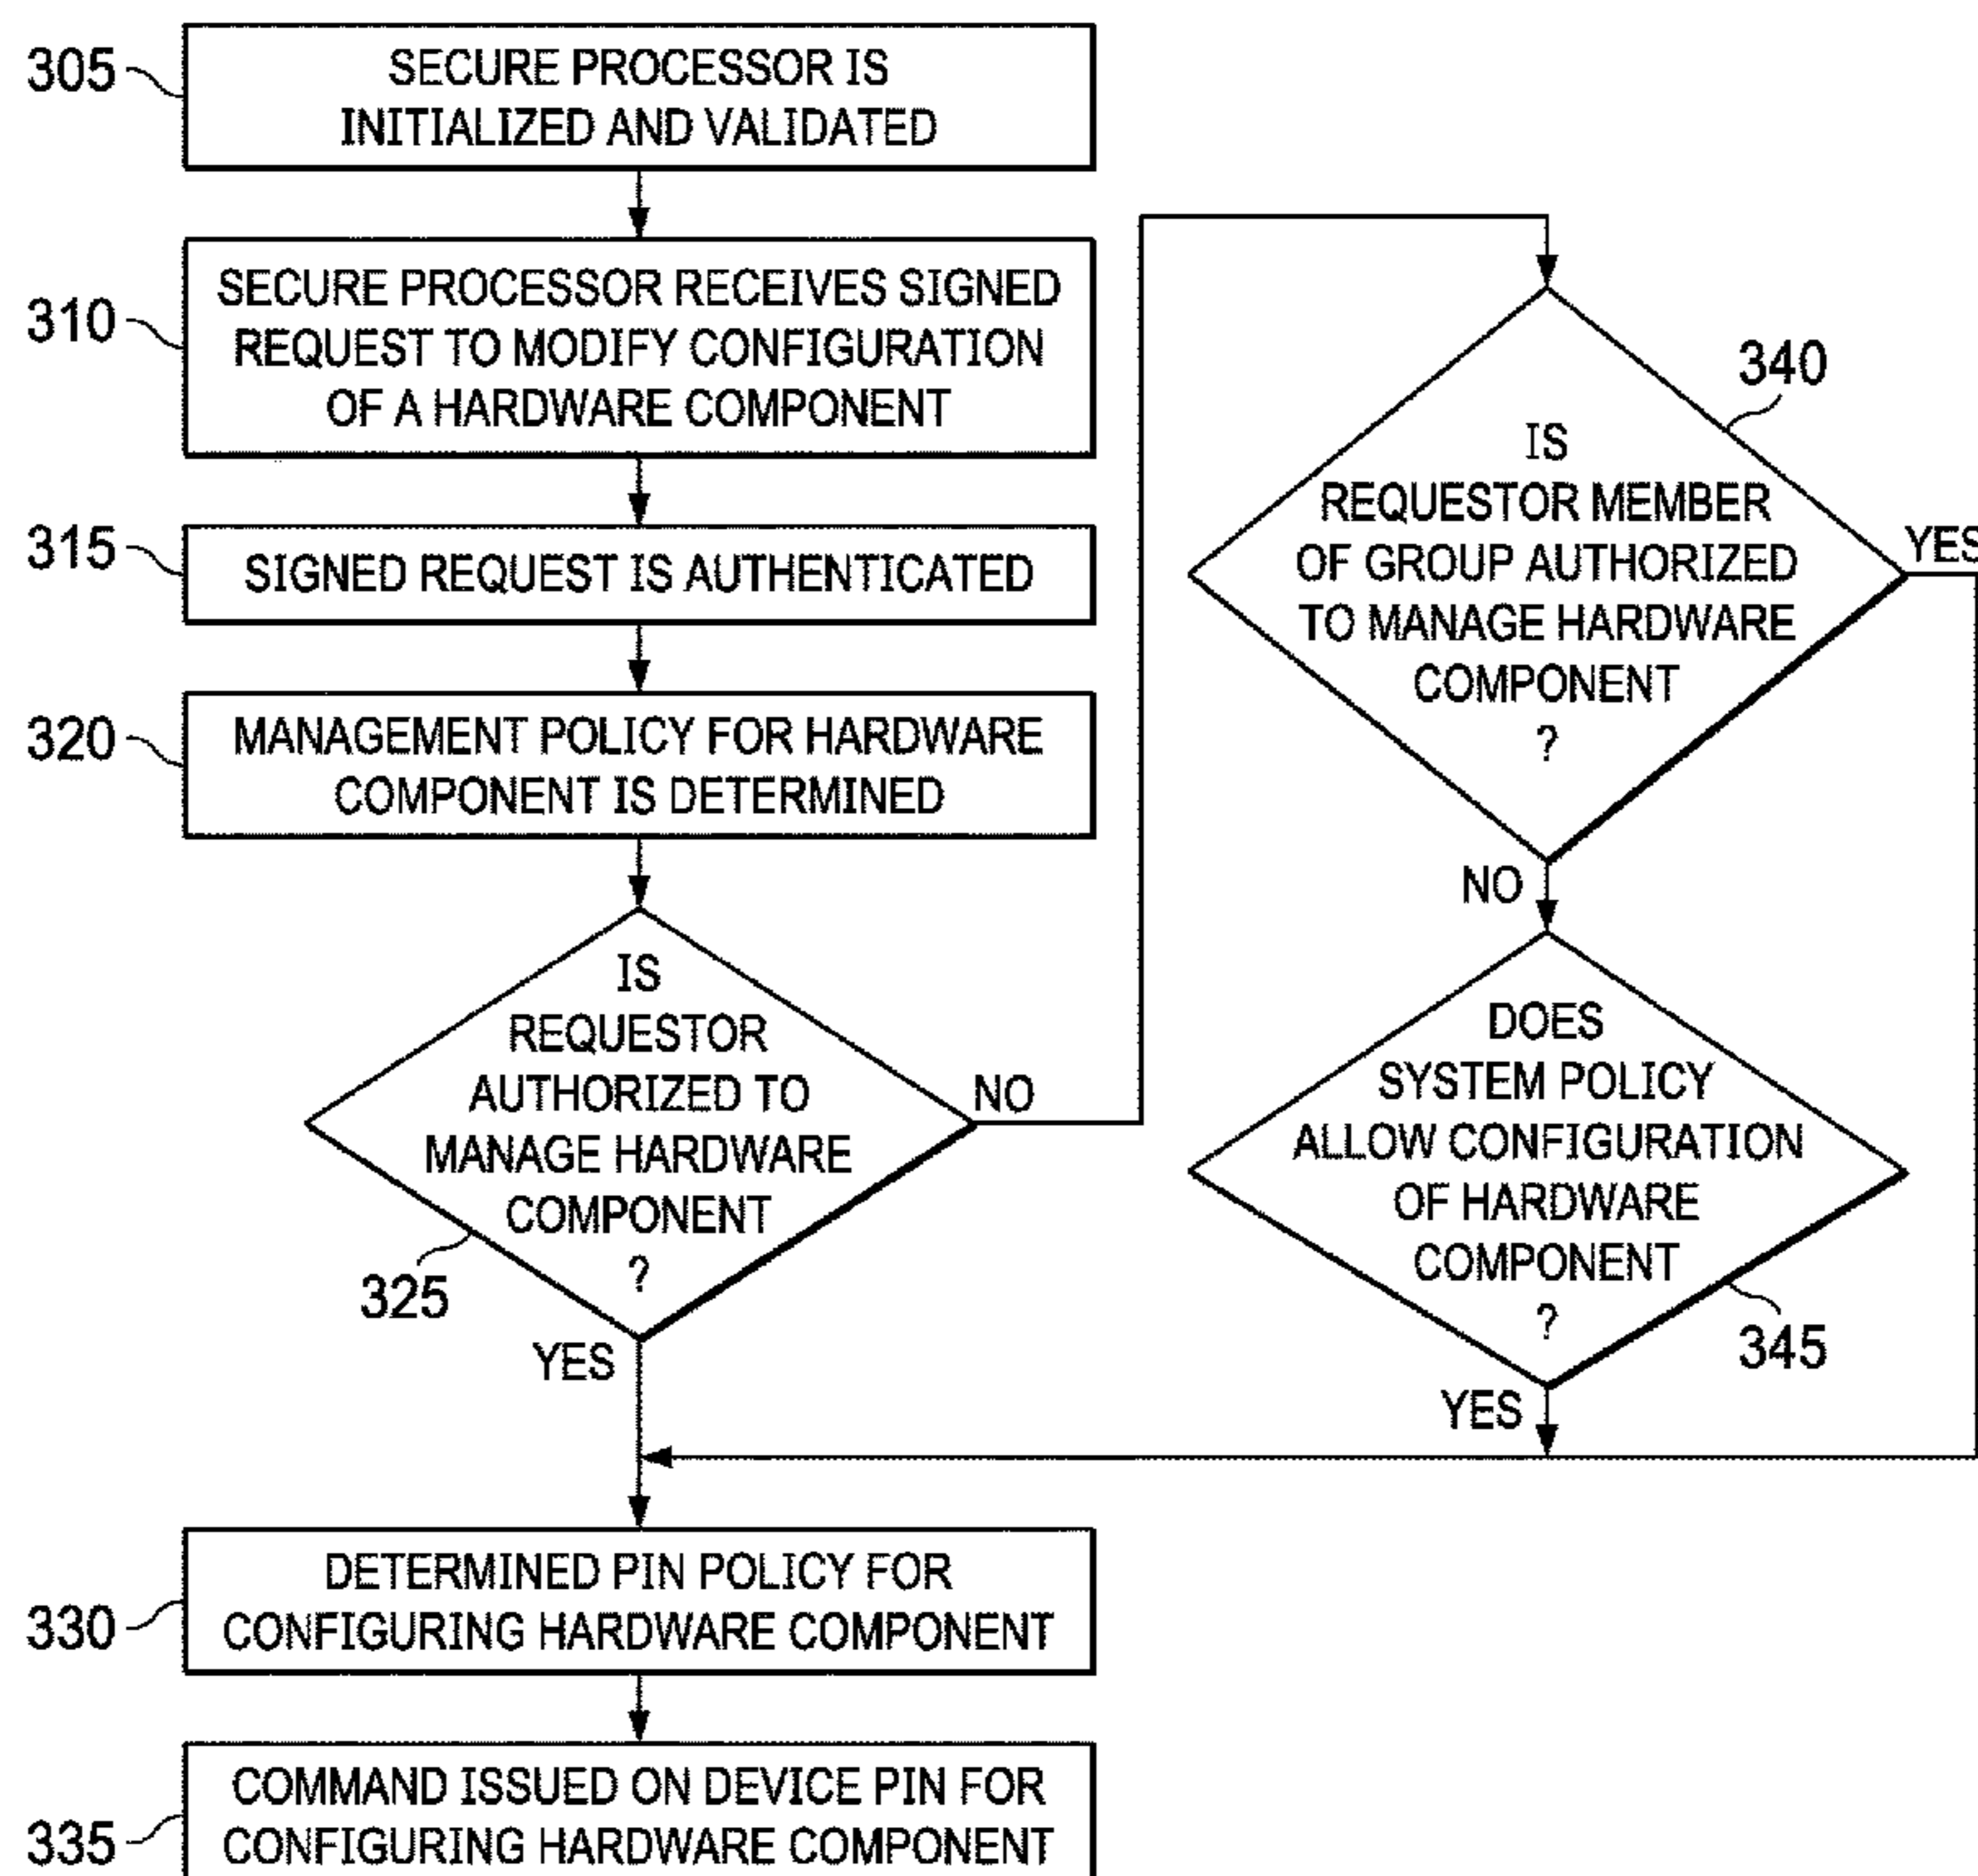 305
SECURE PROCESSOR IS
INITIALIZED AND VALIDATED
310
SECURE PROCESSOR RECEIVES SIGNED
REQUEST TO MODIFY CONFIGURATION
OF A HARDWARE COMPONENT
315
SIGNED REQUEST IS AUTHENTICATED
320
MANAGEMENT POLICY FOR HARDWARE
COMPONENT IS DETERMINED
IS
REQUESTOR
AUTHORIZED TO
MANAGE HARDWARE
COMPONENT
?
325
NO
YES
340
IS
REQUESTOR MEMBER
OF GROUP AUTHORIZED
TO MANAGE HARDWARE
COMPONENT
?
YES
NO
DOES
SYSTEM POLICY
ALLOW CONFIGURATION
OF HARDWARE
COMPONENT
?
345
YES
330
DETERMINED PIN POLICY FOR
CONFIGURING HARDWARE COMPONENT
335
COMMAND ISSUED ON DEVICE PIN FOR
CONFIGURING HARDWARE COMPONENT